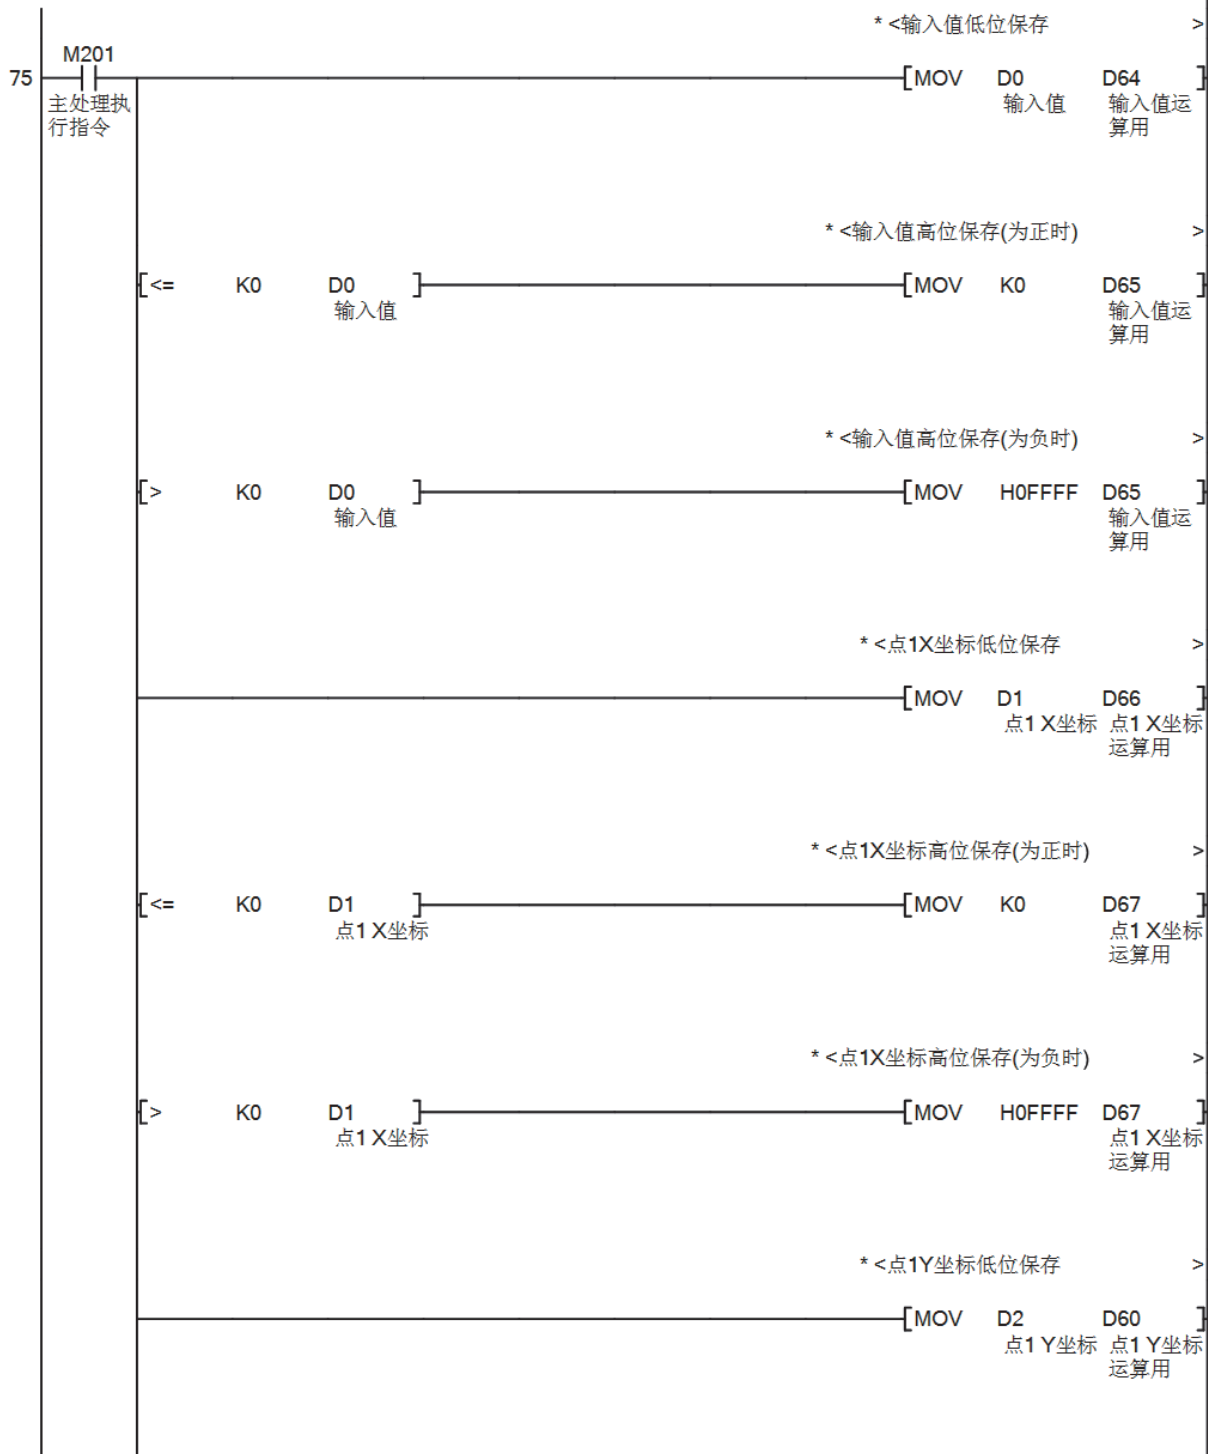 * <输入值低位保存 >
M201
75
[MOV D0 D64 ]
主处理执 输入值 输入值运
行指令 算用
* <输入值高位保存(为正时) >
[<= K0 D0 ] [MOV K0 D65 ]
输入值 输入值运
算用
* <输入值高位保存(为负时) >
[> K0 D0 ] [MOV H0FFFF D65 ]
输入值 输入值运
算用
* <点1X坐标低位保存 >
[MOV D1 D66 ]
点1 X坐标 点1 X坐标
运算用
* <点1X坐标高位保存(为正时) >
[<= K0 D1 ] [MOV K0 D67 ]
点1 X坐标 点1 X坐标
运算用
* <点1X坐标高位保存(为负时) >
[> K0 D1 ] [MOV H0FFFF D67 ]
点1 X坐标 点1 X坐标
运算用
* <点1Y坐标低位保存 >
[MOV D2 D60 ]
点1 Y坐标 点1 Y坐标
运算用